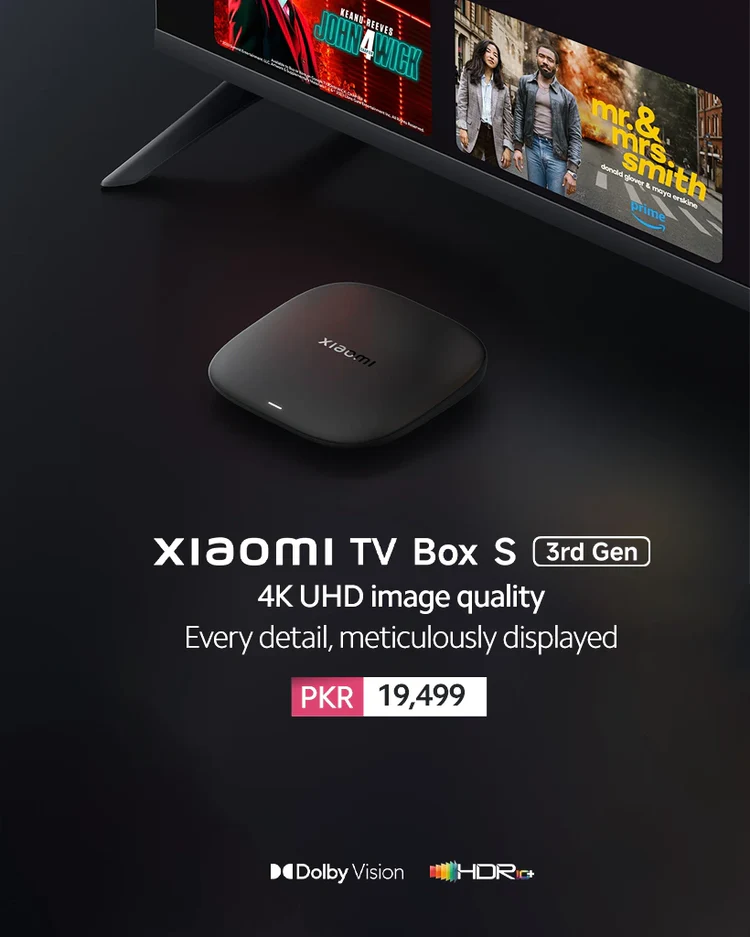 KEANU REEVES
JOHN WICK
4
mr. &
mrs.
smith
donald glover & maya erskine
prime
xiaomi
xiaomi TV Box S 3rd Gen
4K UHD image quality
Every detail, meticulously displayed
PKR 19,499
Dolby Vision HDR10+